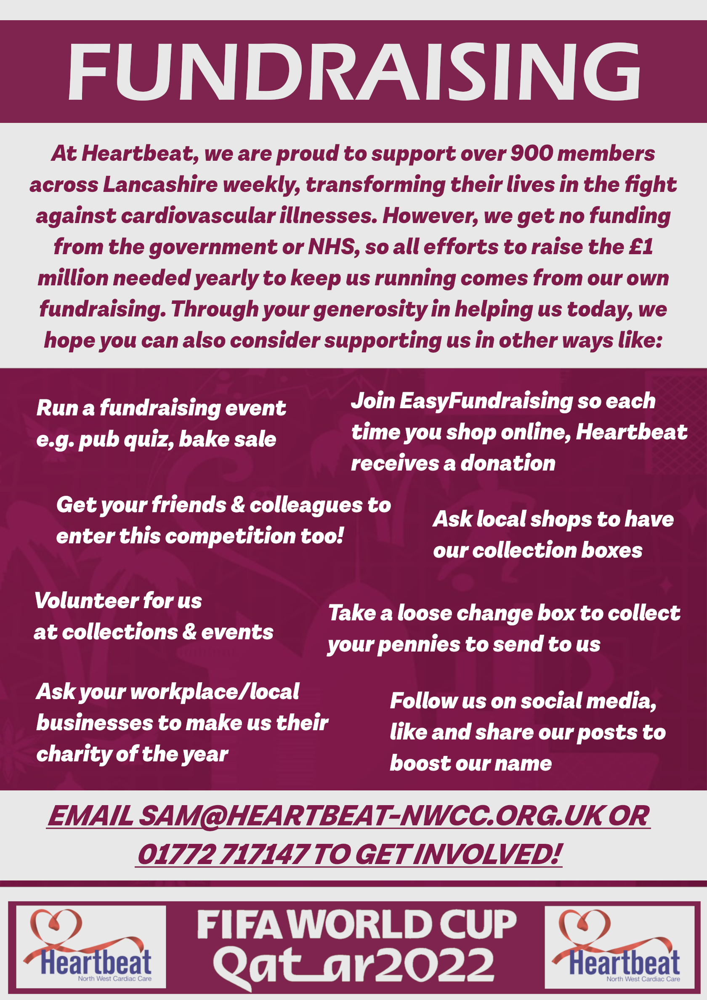 FUNDRAISING
At Heartbeat, we are proud to support over 900 members
across Lancashire weekly, transforming their lives in the fight
against cardiovascular illnesses. However, we get no funding
from the government or NHS, so all efforts to raise the £1
million needed yearly to keep us running comes from our own
fundraising. Through your generosity in helping us today, we
hope you can also consider supporting us in other ways like:
Run a fundraising event
e.g. pub quiz, bake sale
Join EasyFundraising so each
time you shop online, Heartbeat
receives a donation
Get your friends & colleagues to
enter this competition too!
Ask local shops to have
our collection boxes
Volunteer for us
at collections & events
Take a loose change box to collect
your pennies to send to us
Ask your workplace/local
businesses to make us their
charity of the year
Follow us on social media,
like and share our posts to
boost our name
EMAIL SAM@HEARTBEAT-NWCC.ORG.UK OR
01772 717147 TO GET INVOLVED!
Heartbeat
North West Cardiac Care
FIFA WORLD CUP
Qatar2022
Heartbeat
North West Cardiac Care